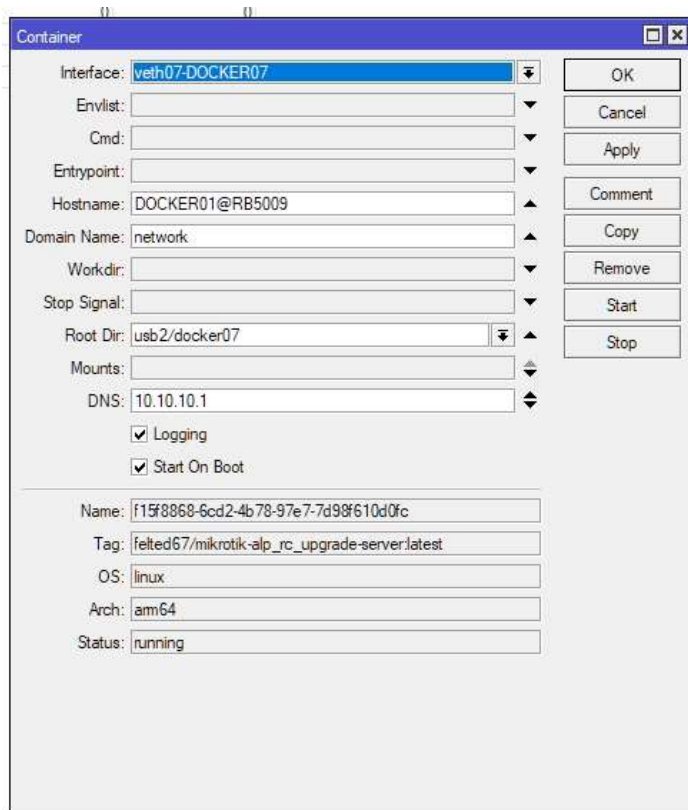 () ()
Container
Interface: veth07-DOCKER07 OK
Envlist: Cancel
Cmd: Apply
Entrypoint:
Hostname: DOCKER01@RB5009 Comment
Domain Name: network Copy
Workdir: Remove
Stop Signal: Start
Root Dir: usb2/docker07 Stop
Mounts:
DNS: 10.10.10.1
Logging
Start On Boot
Name: f15f8868-6cd2-4b78-97e7-7d98f610d0fc
Tag: felted67/mikrotik-alp_rc_upgrade-server:latest
OS: linux
Arch: arm64
Status: running